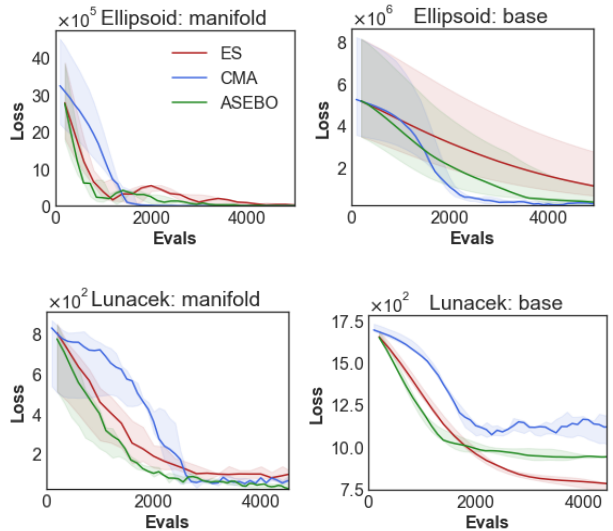 ×10⁵ Ellipsoid: manifold
40
30
20
10
0
Loss
ES
CMA
ASEBO
0 2000 4000
Evals
×10⁶ Ellipsoid: base
8
6
4
2
Loss
0 2000 4000
Evals
×10² Lunacek: manifold
8
6
4
2
Loss
0 2000 4000
Evals
×10² Lunacek: base
17.5
15.0
12.5
10.0
7.5
Loss
0 2000 4000
Evals